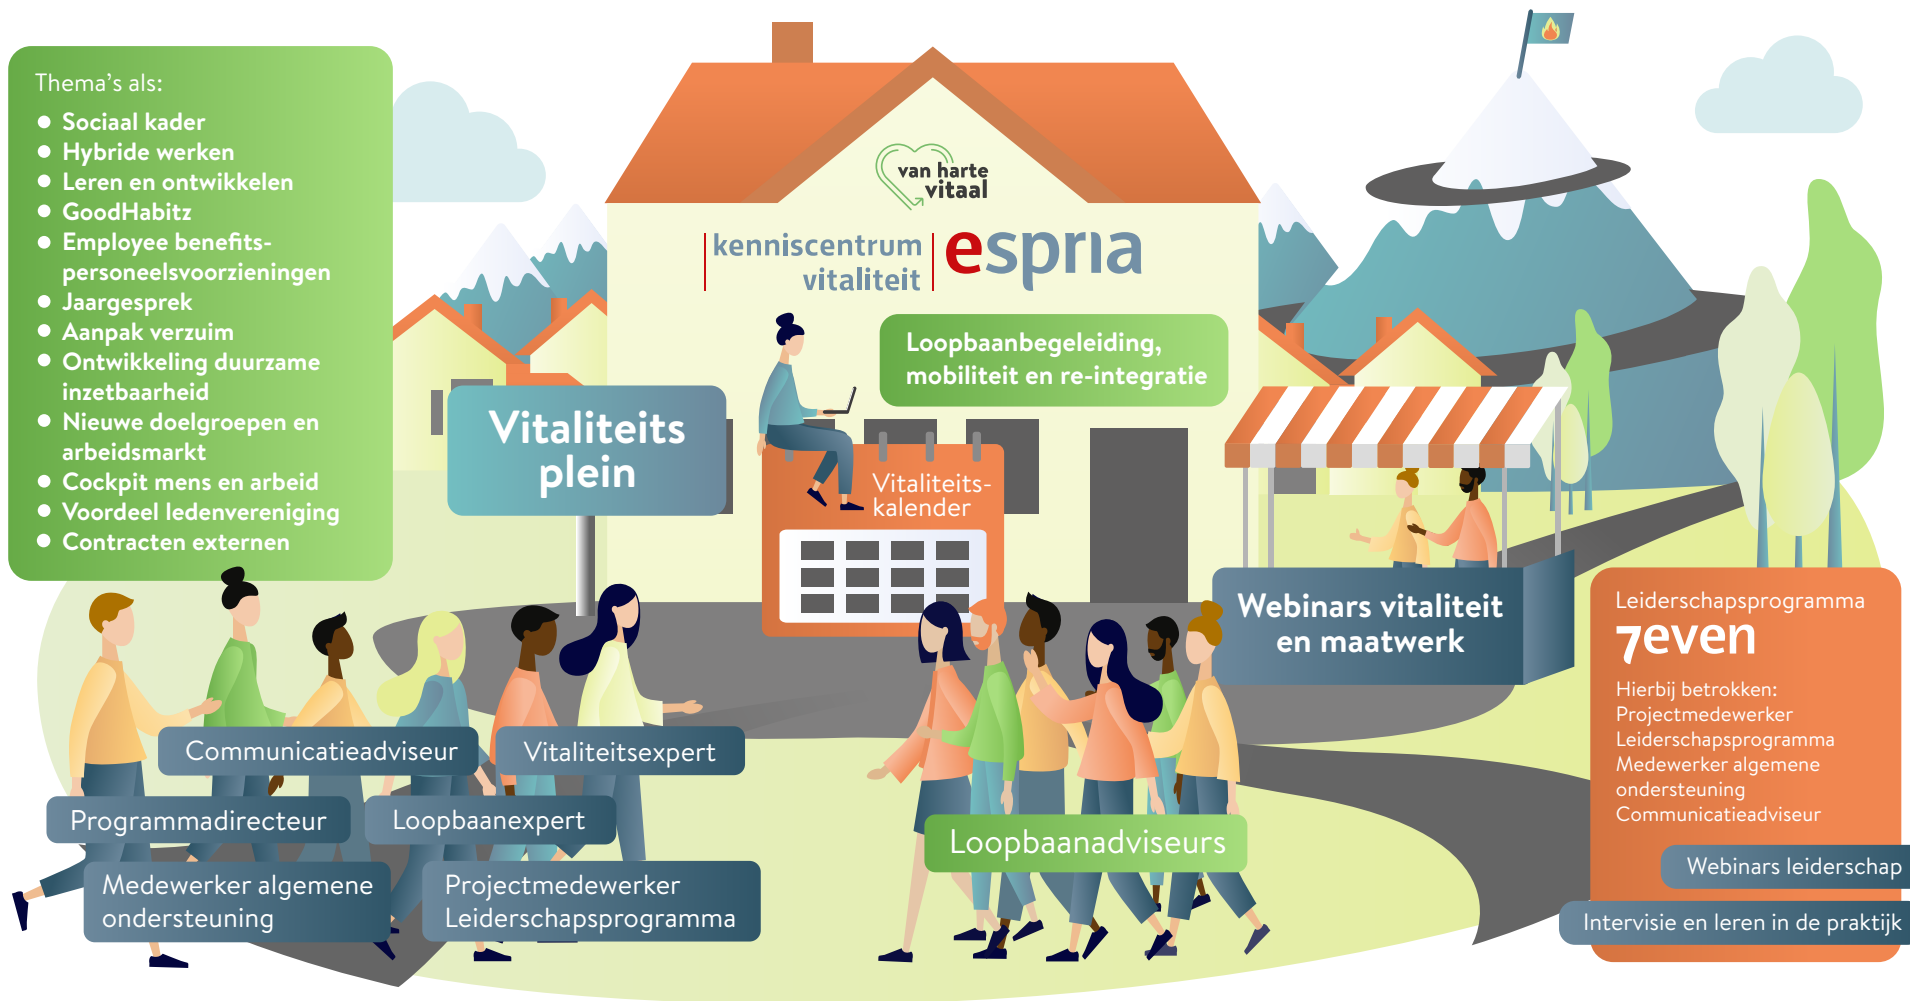 Thema's als:
Sociaal kader
Hybride werken
Leren en ontwikkelen
GoodHabitz
Employee benefits-
personeelsvoorzieningen
Jaargesprek
Aanpak verzuim
Ontwikkeling duurzame
inzetbaarheid
Nieuwe doelgroepen en
arbeidsmarkt
Cockpit mens en arbeid
Voordeel ledenvereniging
Contracten externen
van harte
vitaal
kenniscentrum
vitaliteit
espria
Loopbaanbegeleiding,
mobiliteit en re-integratie
Vitaliteits
plein
Vitaliteits-
kalender
Webinars vitaliteit
en maatwerk
Communicatieadviseur
Vitaliteitsexpert
Programmadirecteur
Loopbaanexpert
Medewerker algemene
ondersteuning
Projectmedewerker
Leiderschapsprogramma
Loopbaanadviseurs
Leiderschapsprogramma
7even
Hierbij betrokken:
Projectmedewerker
Leiderschapsprogramma
Medewerker algemene
ondersteuning
Communicatieadviseur
Webinars leiderschap
Intervisie en leren in de praktijk